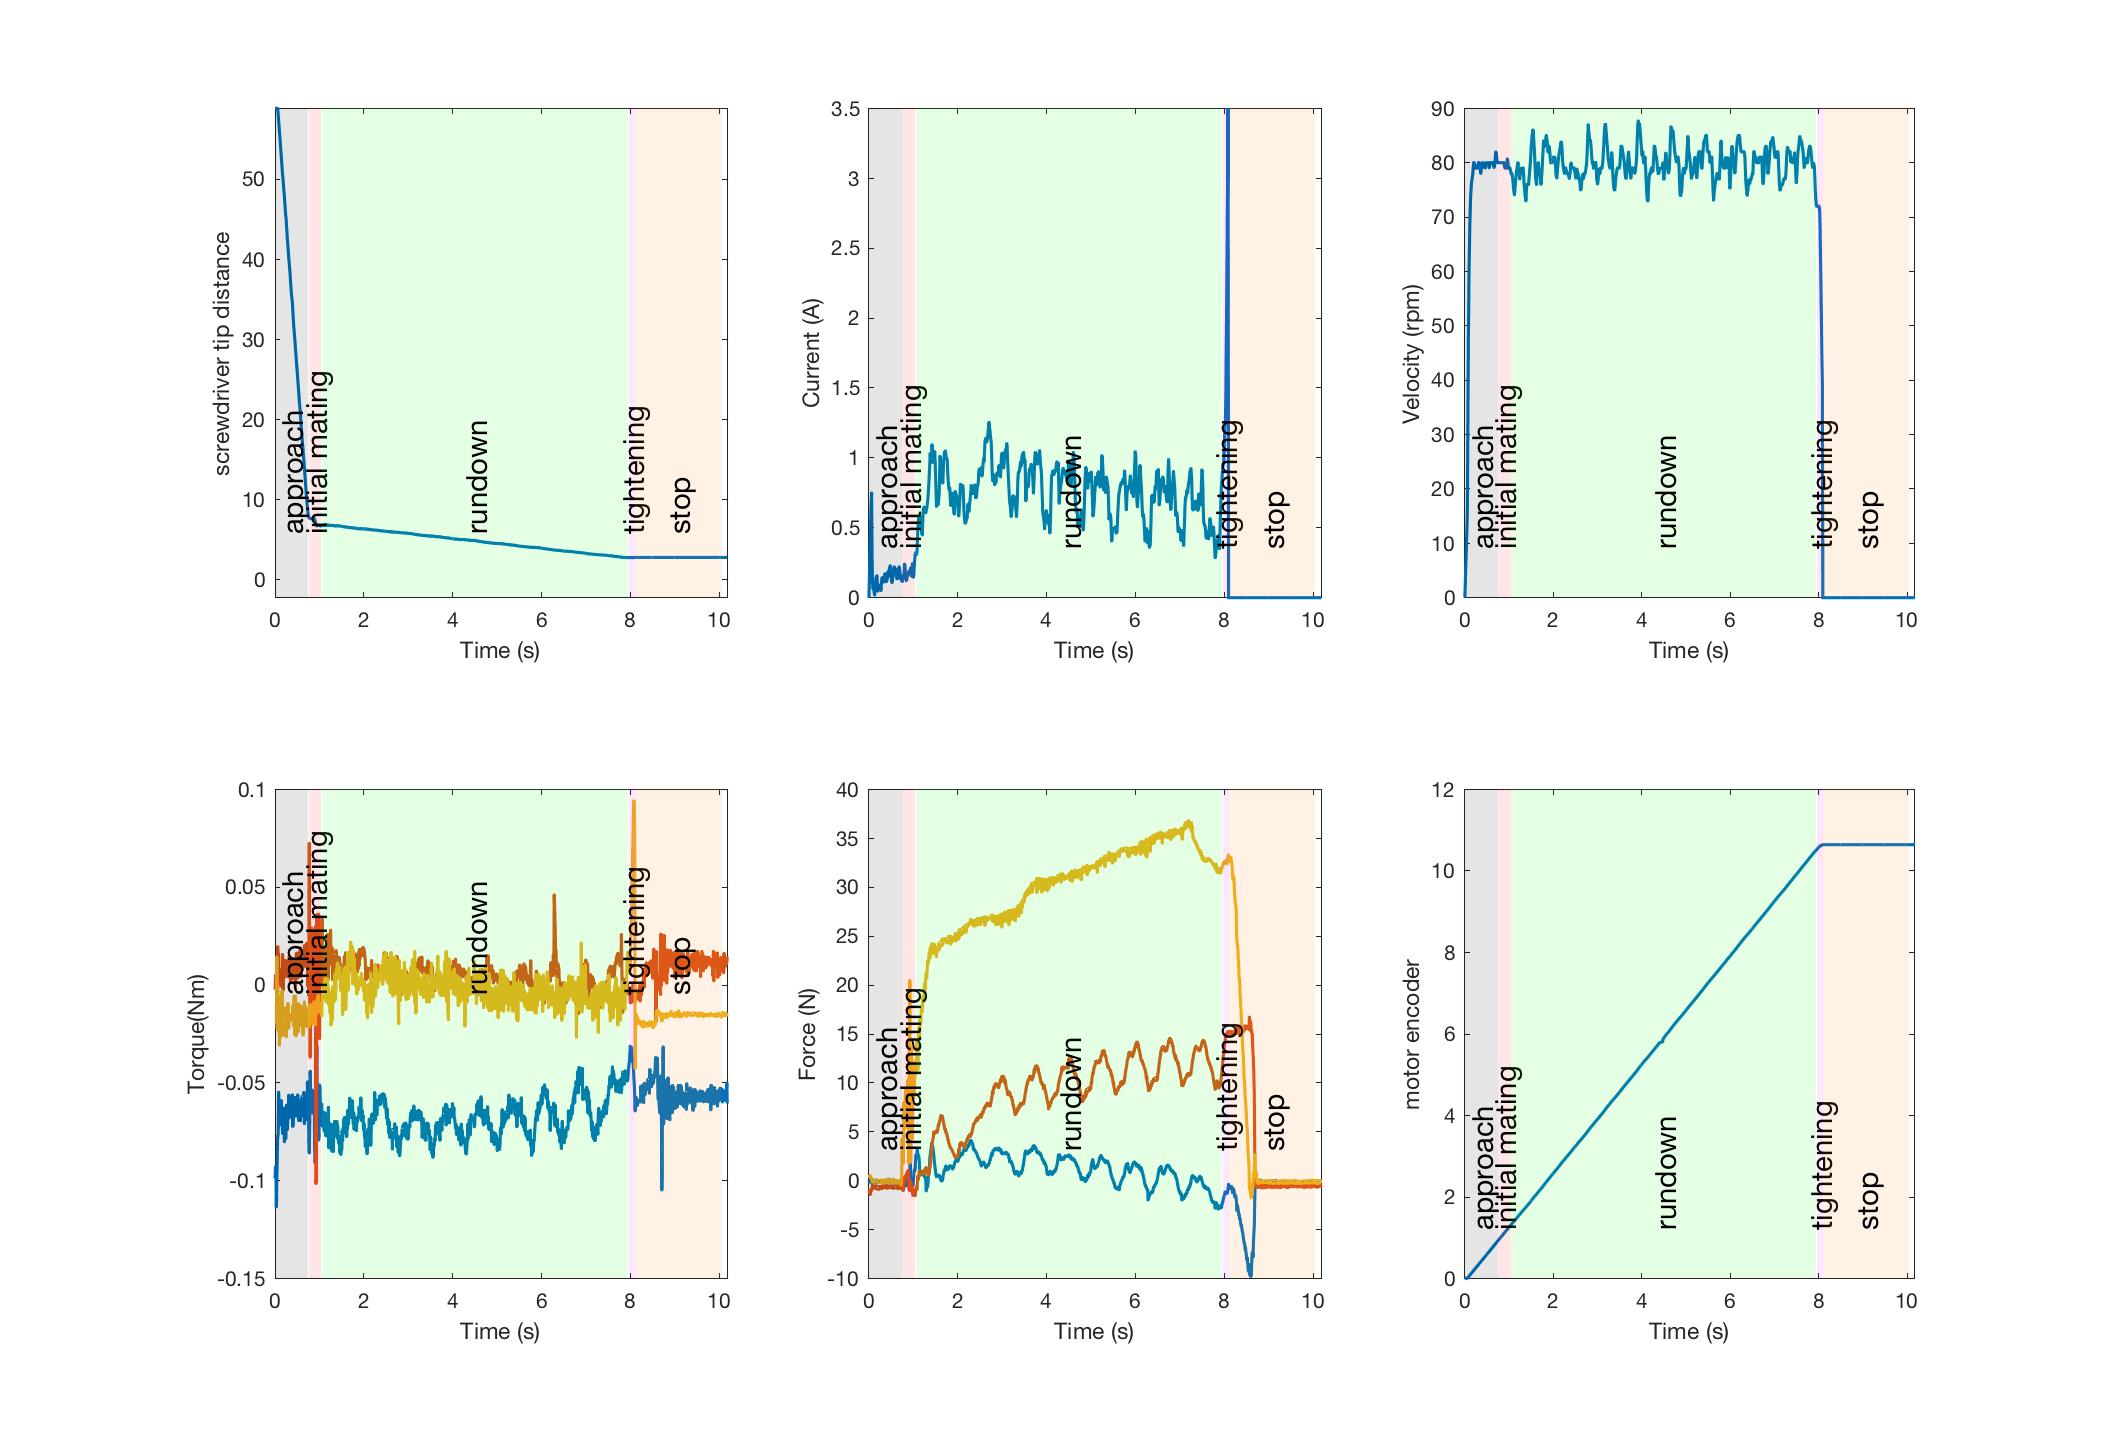 50
40
30
20
10
0
screwdriver tip distance
approach
initial mating
rundown
tightening
stop
0 2 4 6 8 10
Time (s)
3.5
3
2.5
2
1.5
1
0.5
0
Current (A)
approach
initial mating
rundown
tightening
stop
0 2 4 6 8 10
Time (s)
90
80
70
60
50
40
30
20
10
0
Velocity (rpm)
approach
initial mating
rundown
tightening
stop
0 2 4 6 8 10
Time (s)
0.1
0.05
0
-0.05
-0.1
-0.15
Torque(Nm)
approach
initial mating
rundown
tightening
stop
0 2 4 6 8 10
Time (s)
40
35
30
25
20
15
10
5
0
-5
-10
Force (N)
approach
initial mating
rundown
tightening
stop
0 2 4 6 8 10
Time (s)
12
10
8
6
4
2
0
motor encoder
approach
initial mating
rundown
tightening
stop
0 2 4 6 8 10
Time (s)